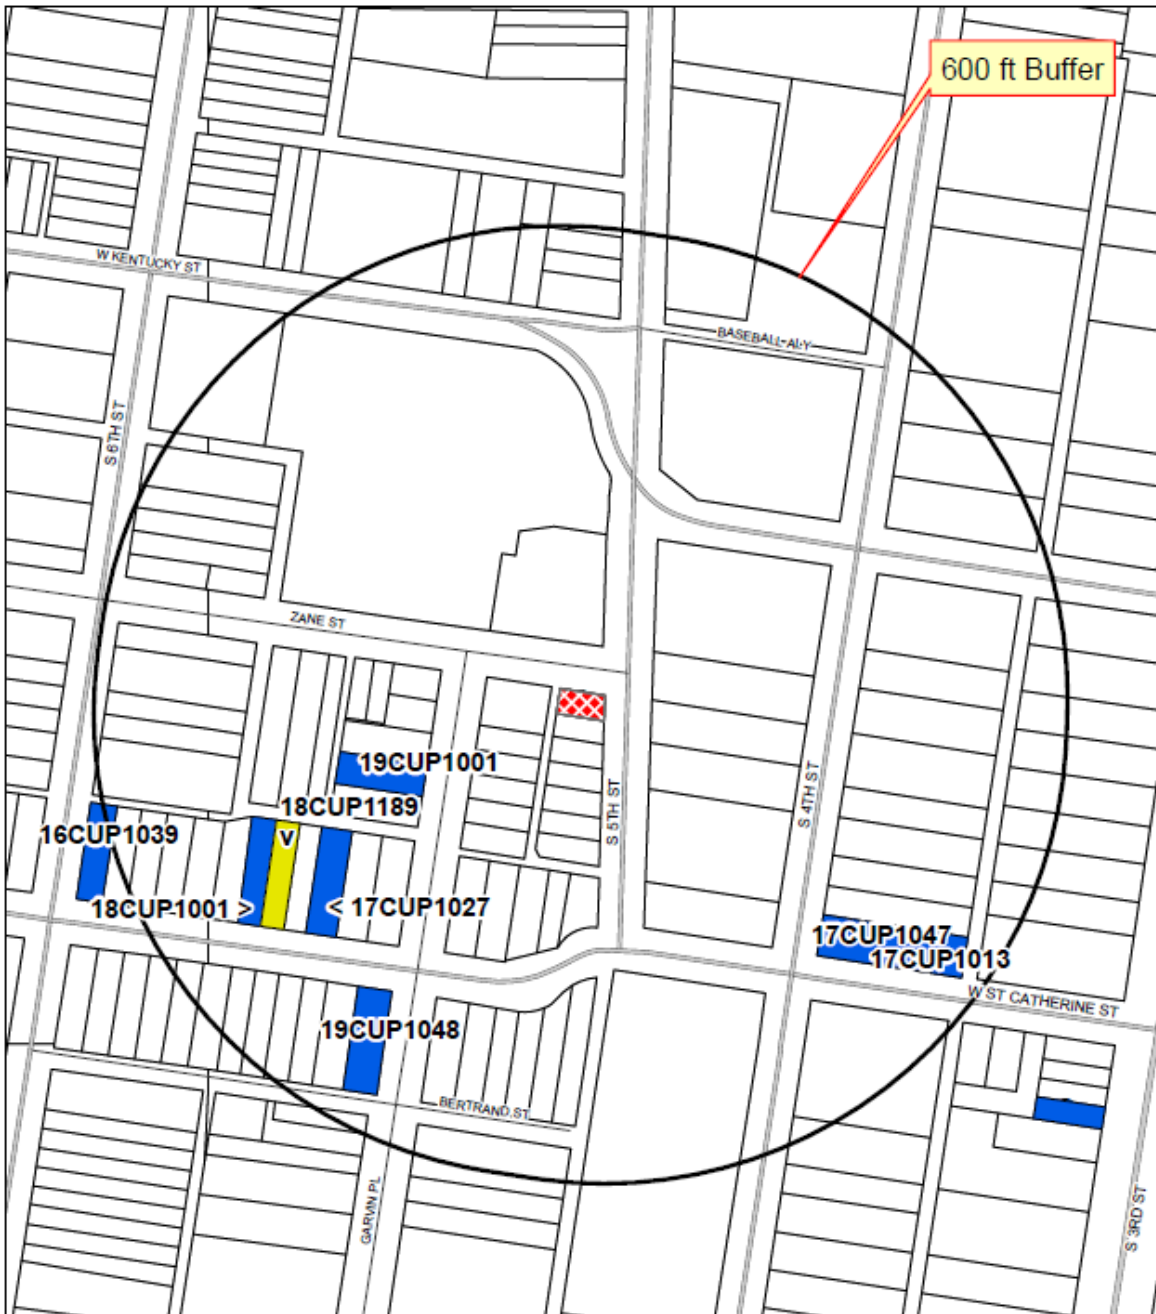 600 ft Buffer
W KENTUCKY ST
BASEBALL ALY
S 6TH ST
ZANE ST
19CUP1001
S 5TH ST
S 4TH ST
18CUP1189
v
16CUP1039
18CUP1001 >
< 17CUP1027
17CUP1047
17CUP1013
W ST CATHERINE ST
19CUP1048
BERTRAND ST
GARVIN PL
S 3RD ST